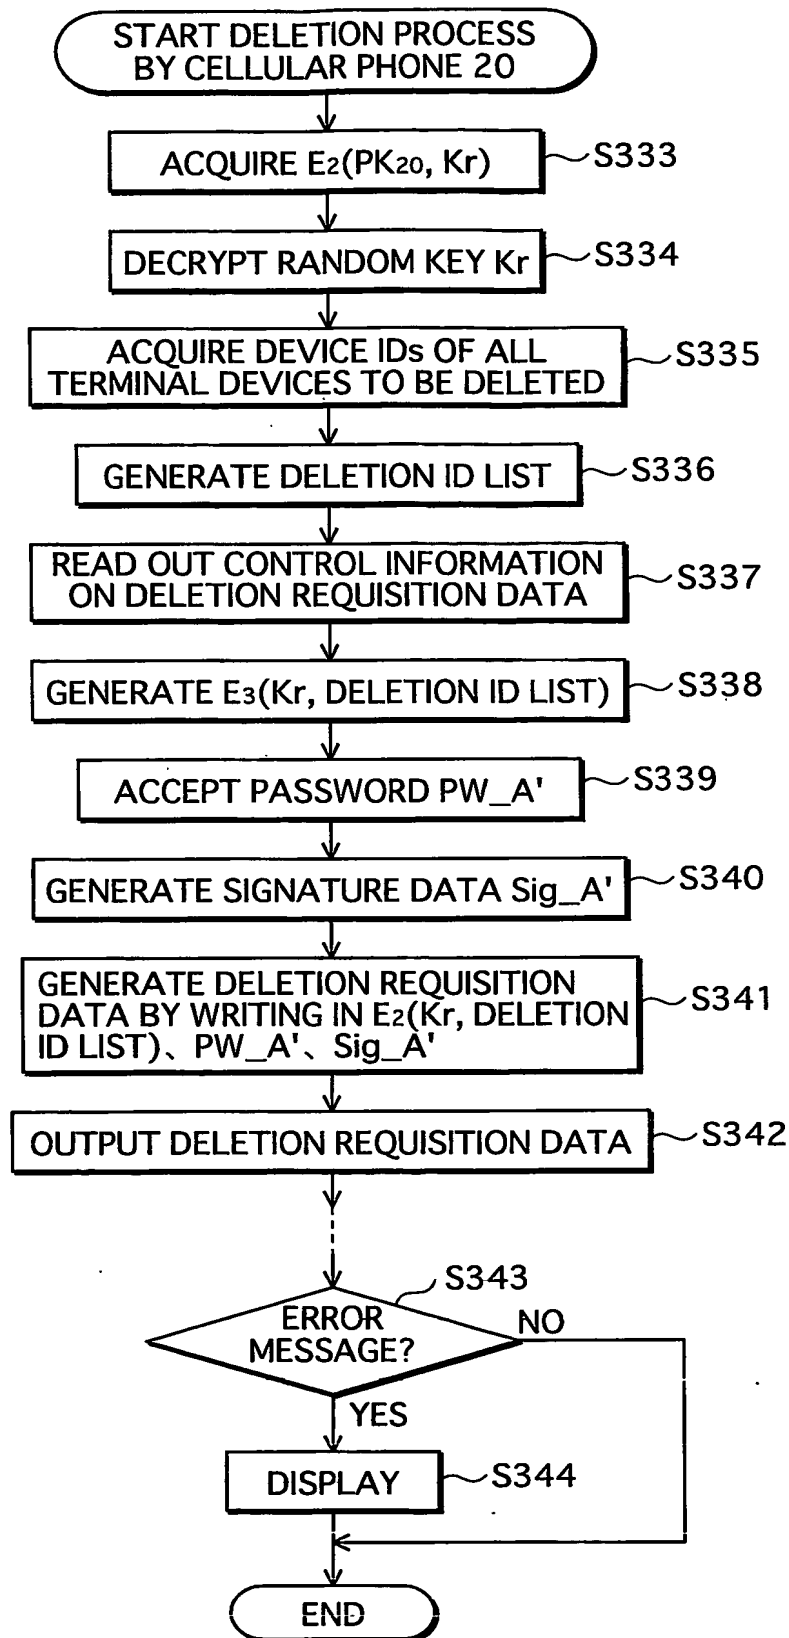 START DELETION PROCESS
BY CELLULAR PHONE 20
ACQUIRE E2(PK20, Kr)
S333
DECRYPT RANDOM KEY Kr
S334
ACQUIRE DEVICE IDs OF ALL
TERMINAL DEVICES TO BE DELETED
S335
GENERATE DELETION ID LIST
S336
READ OUT CONTROL INFORMATION
ON DELETION REQUISITION DATA
S337
GENERATE E3(Kr, DELETION ID LIST)
S338
ACCEPT PASSWORD PW_A'
S339
GENERATE SIGNATURE DATA Sig_A'
S340
GENERATE DELETION REQUISITION
DATA BY WRITING IN E2(Kr, DELETION
ID LIST)、PW_A'、Sig_A'
S341
OUTPUT DELETION REQUISITION DATA
S342
S343
ERROR
MESSAGE?
NO
YES
DISPLAY
S344
END